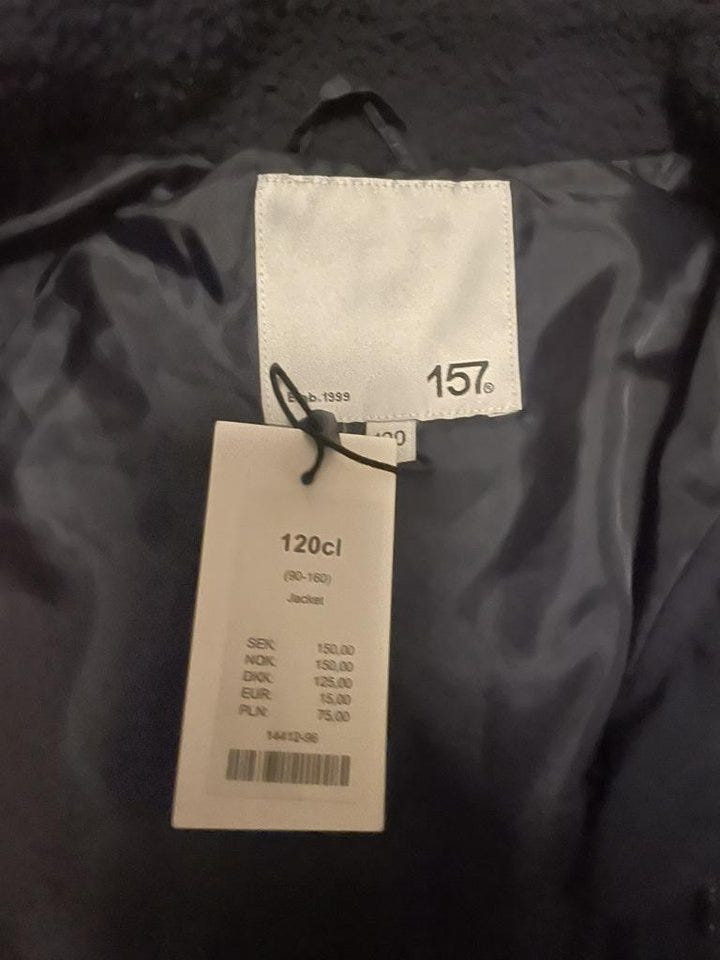 157®
1999
120cl
(90-160)
Jacket
SEK: 150,00
NOK: 150,00
DKK: 125,00
EUR: 15,00
PLN: 75,00
14412-96